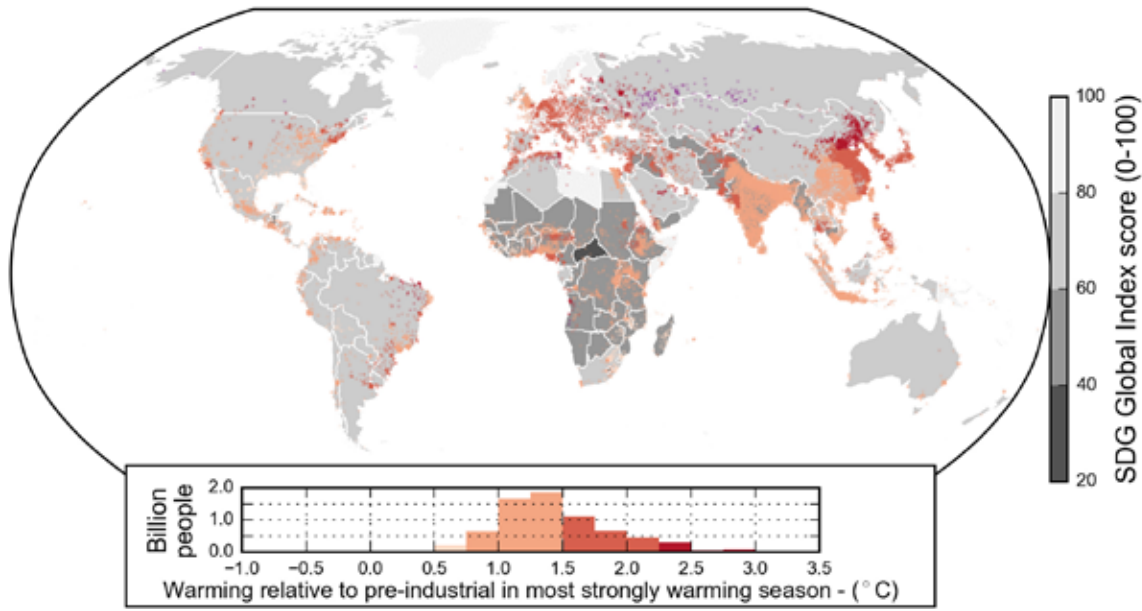 100
80
60
40
20
SDG Global Index score (0-100)
Billion
people
2.0
1.0
0.0
−1.0 −0.5 0.0 0.5 1.0 1.5 2.0 2.5 3.0 3.5
Warming relative to pre-industrial in most strongly warming season - (°C)